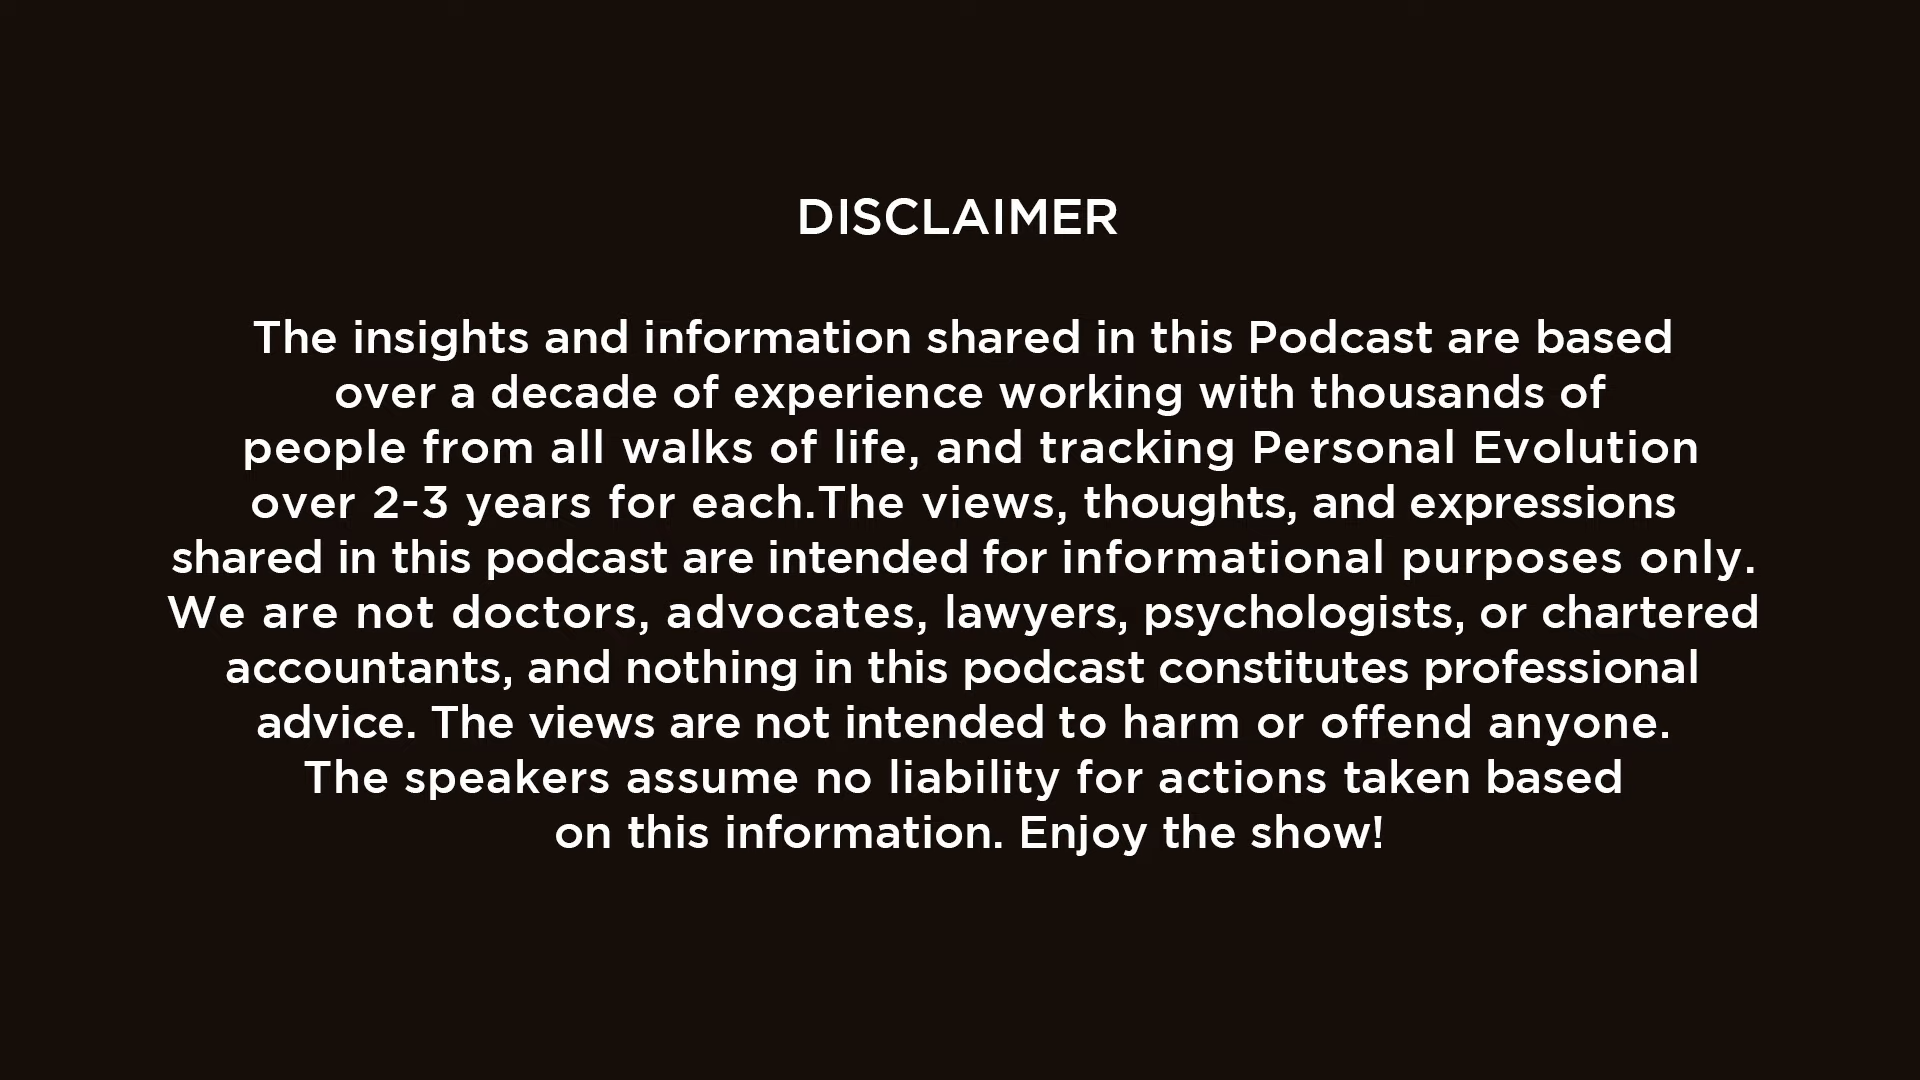 DISCLAIMER
The insights and information shared in this Podcast are based
over a decade of experience working with thousands of
people from all walks of life, and tracking Personal Evolution
over 2-3 years for each.The views, thoughts, and expressions
shared in this podcast are intended for informational purposes only.
We are not doctors, advocates, lawyers, psychologists, or chartered
accountants, and nothing in this podcast constitutes professional
advice. The views are not intended to harm or offend anyone.
The speakers assume no liability for actions taken based
on this information. Enjoy the show!